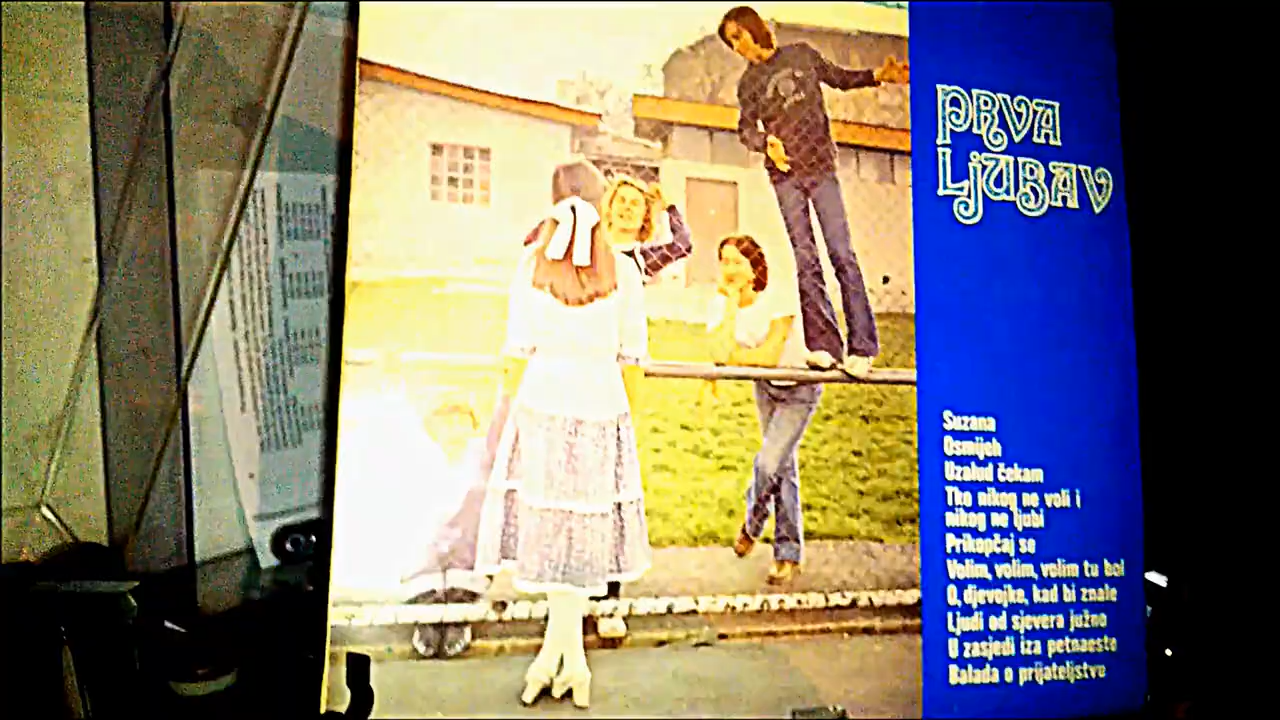 PRVA
LjUBAV
Suzana
Osmijeh
Uzalud čekam
Tko nikog ne voli i
nikog ne ljubi
Prikopčaj se
Volim, volim, volim tu bol
O, djevojke, kad bi znale
Ljudi od sjevera južno
U zasjedi iza petnaeste
Balada o prijateljstvu